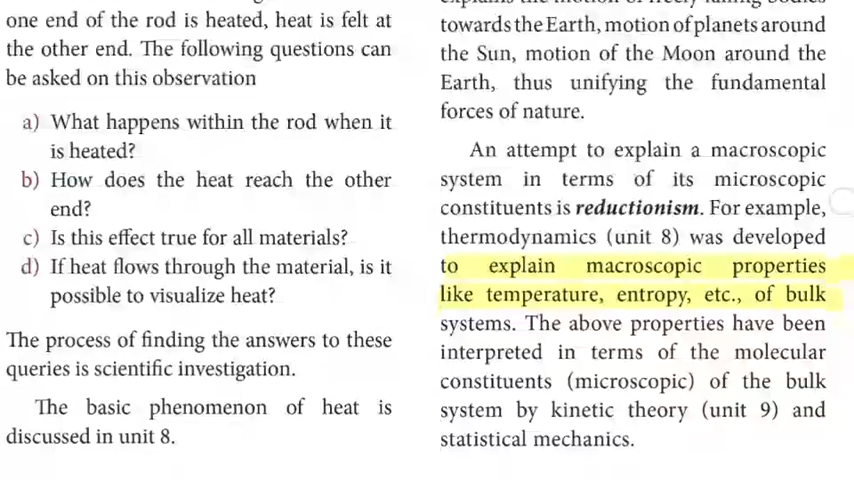 one end of the rod is heated, heat is felt at
the other end. The following questions can
be asked on this observation
a) What happens within the rod when it
is heated?
b) How does the heat reach the other
end?
c) Is this effect true for all materials?
d) If heat flows through the material, is it
possible to visualize heat?
The process of finding the answers to these
queries is scientific investigation.
The basic phenomenon of heat is
discussed in unit 8.
towards the Earth, motion of planets around
the Sun, motion of the Moon around the
Earth, thus unifying the fundamental
forces of nature.
An attempt to explain a macroscopic
system in terms of its microscopic
constituents is reductionism. For example,
thermodynamics (unit 8) was developed
to explain macroscopic properties
like temperature, entropy, etc., of bulk
systems. The above properties have been
interpreted in terms of the molecular
constituents (microscopic) of the bulk
system by kinetic theory (unit 9) and
statistical mechanics.